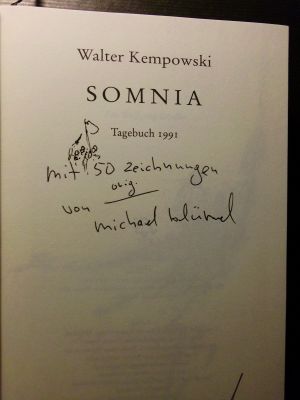 Walter Kempowski
SOMNIA
Tagebuch 1991
mit 50 zeichnungen
orig.
von michael blümel